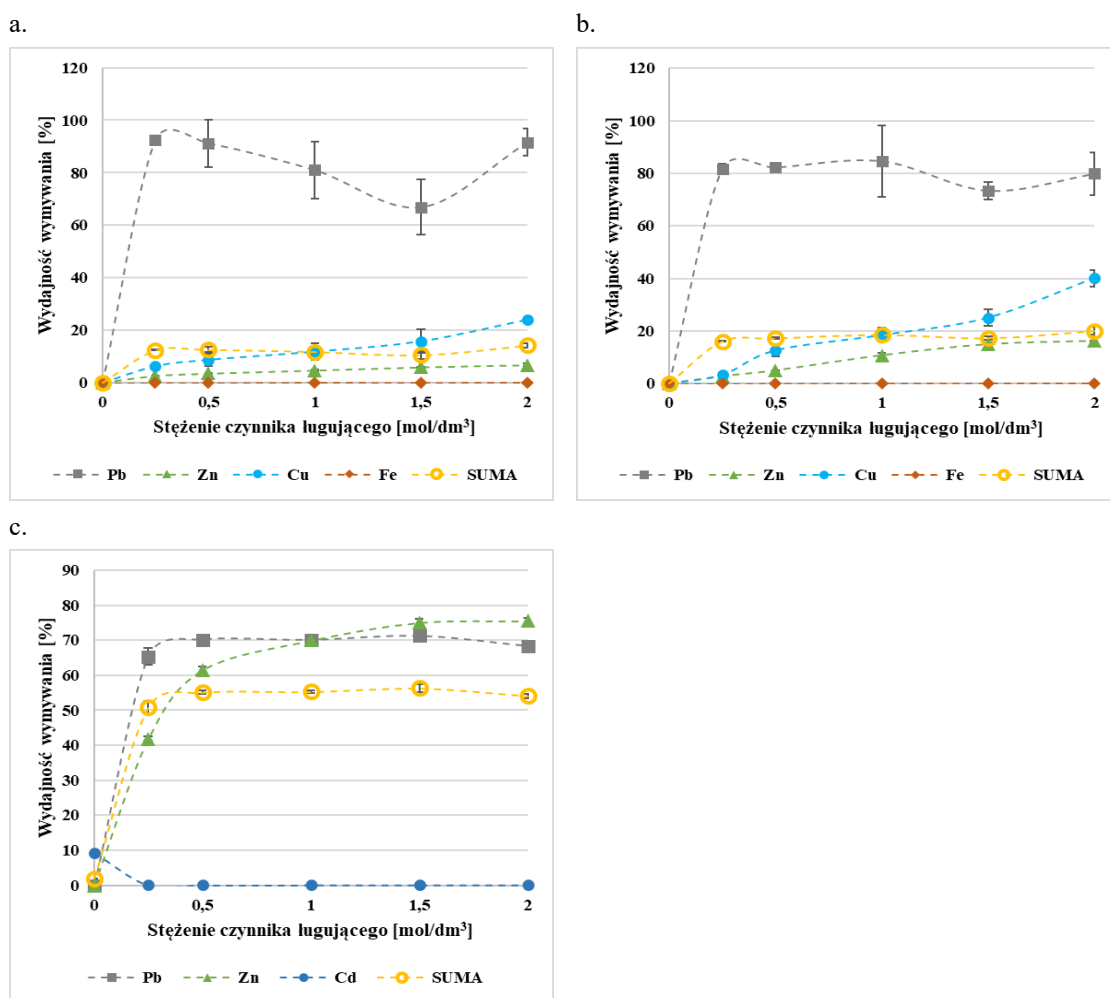 a.
Wydajność wymywania [%]
120
100
80
60
40
20
0
0 0,5 1 1,5 2
Stężenie czynnika ługującego [mol/dm³]
Pb Zn Cu Fe SUMA
b.
Wydajność wymywania [%]
120
100
80
60
40
20
0
0 0,5 1 1,5 2
Stężenie czynnika ługującego [mol/dm³]
Pb Zn Cu Fe SUMA
c.
Wydajność wymywania [%]
90
80
70
60
50
40
30
20
10
0
0 0,5 1 1,5 2
Stężenie czynnika ługującego [mol/dm³]
Pb Zn Cd SUMA